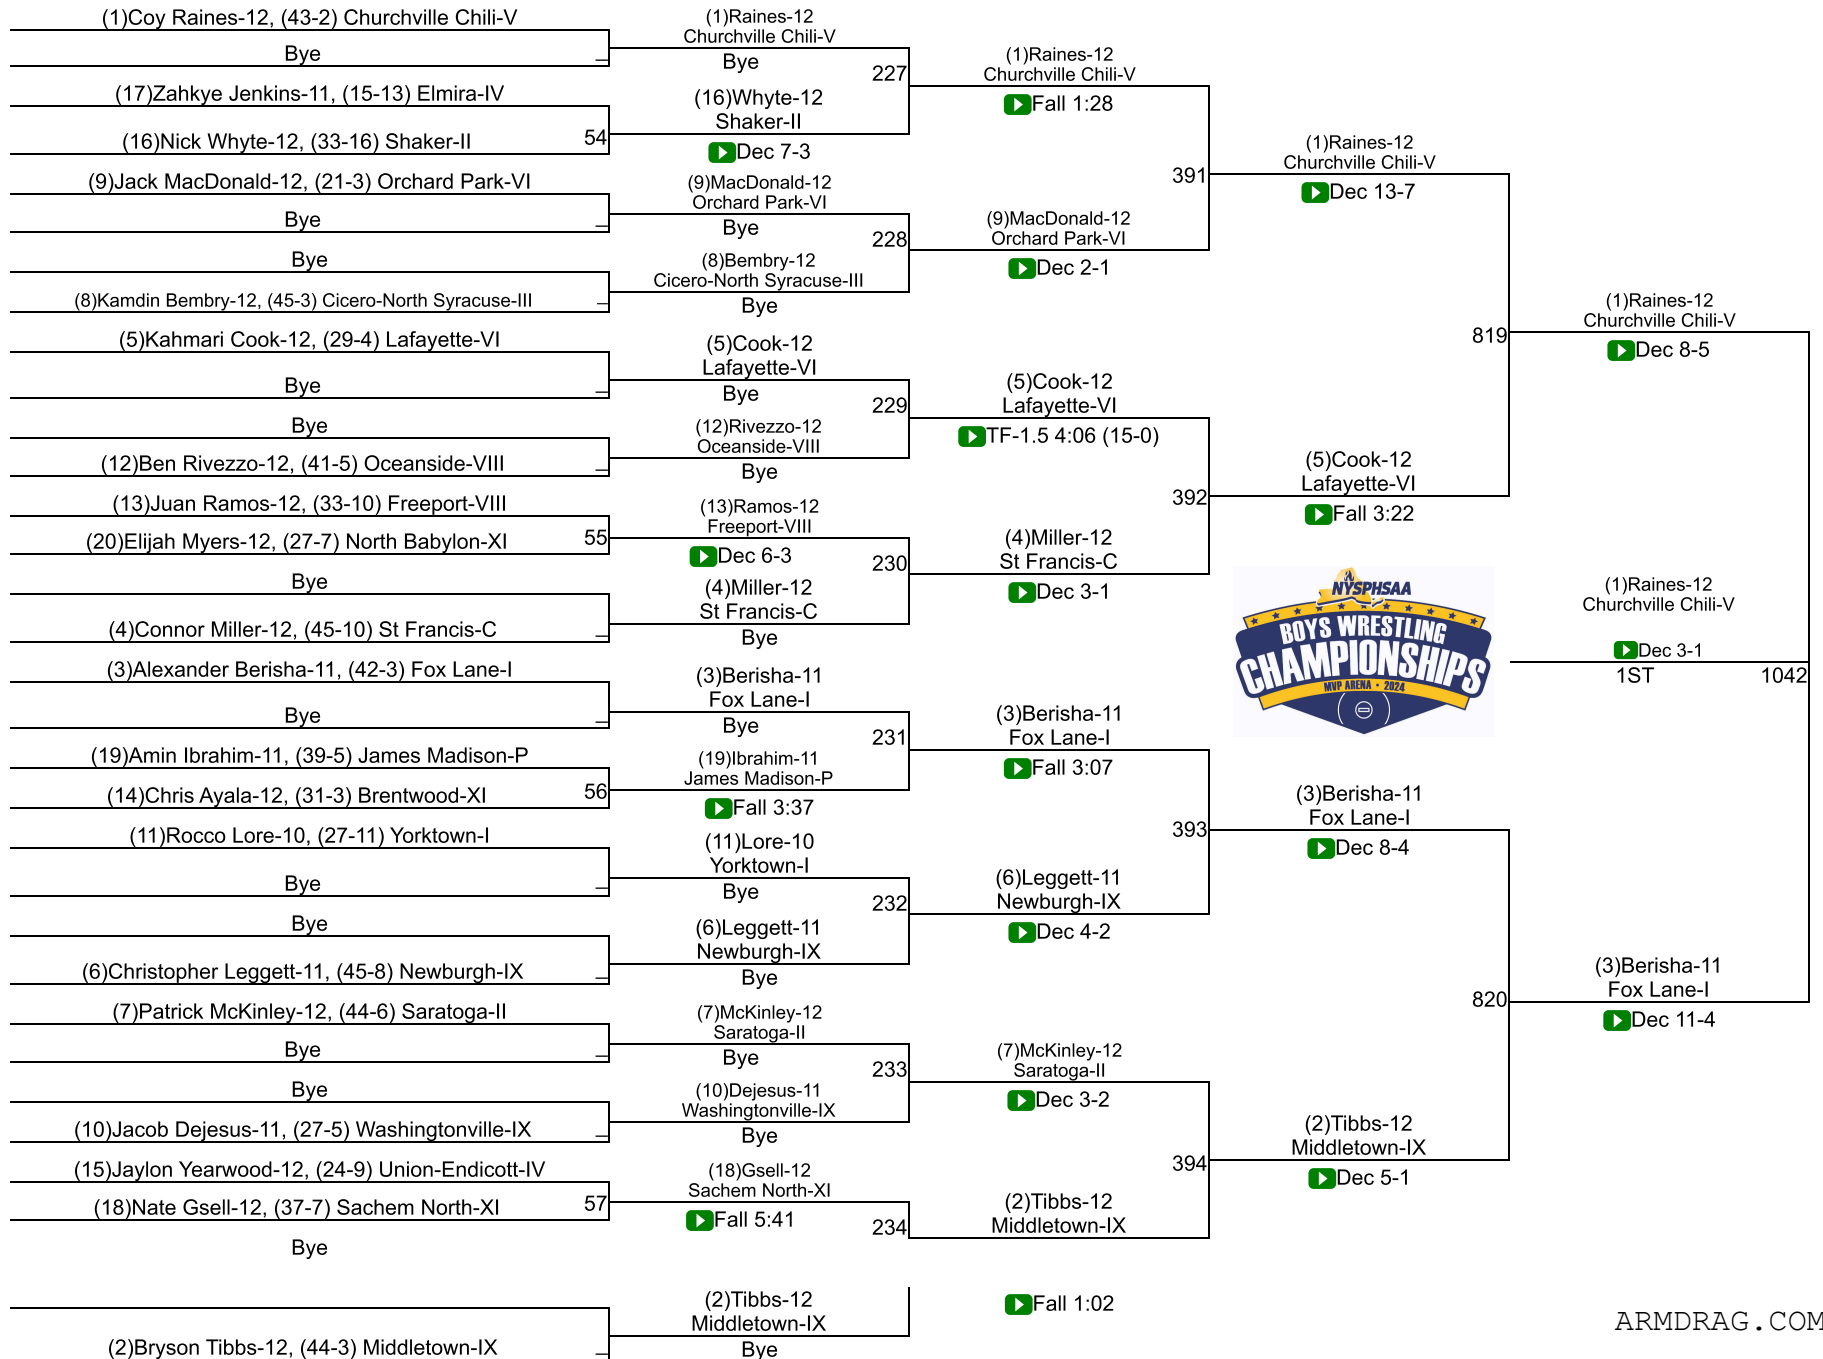 (1)Coy Raines-12, (43-2) Churchville Chili-V
Bye
(17)Zahkye Jenkins-11, (15-13) Elmira-IV
(16)Nick Whyte-12, (33-16) Shaker-II
54
(9)Jack MacDonald-12, (21-3) Orchard Park-VI
Bye
Bye
(8)Kamdin Bembry-12, (45-3) Cicero-North Syracuse-III
(5)Kahmari Cook-12, (29-4) Lafayette-VI
Bye
Bye
(12)Ben Rivezzo-12, (41-5) Oceanside-VIII
(13)Juan Ramos-12, (33-10) Freeport-VIII
(20)Elijah Myers-12, (27-7) North Babylon-XI
55
Bye
(4)Connor Miller-12, (45-10) St Francis-C
(3)Alexander Berisha-11, (42-3) Fox Lane-I
Bye
(19)Amin Ibrahim-11, (39-5) James Madison-P
(14)Chris Ayala-12, (31-3) Brentwood-XI
56
(11)Rocco Lore-10, (27-11) Yorktown-I
Bye
Bye
(6)Christopher Leggett-11, (45-8) Newburgh-IX
(7)Patrick McKinley-12, (44-6) Saratoga-II
Bye
Bye
(10)Jacob Dejesus-11, (27-5) Washingtonville-IX
(15)Jaylon Yearwood-12, (24-9) Union-Endicott-IV
(18)Nate Gsell-12, (37-7) Sachem North-XI
57
Bye
(2)Bryson Tibbs-12, (44-3) Middletown-IX
(1)Raines-12
Churchville Chili-V
Bye
227
(16)Whyte-12
Shaker-II
Dec 7-3
(9)MacDonald-12
Orchard Park-VI
Bye
228
(8)Bembry-12
Cicero-North Syracuse-III
Bye
(5)Cook-12
Lafayette-VI
Bye
229
(12)Rivezzo-12
Oceanside-VIII
Bye
(13)Ramos-12
Freeport-VIII
Dec 6-3
230
(4)Miller-12
St Francis-C
Bye
(3)Berisha-11
Fox Lane-I
Bye
231
(19)Ibrahim-11
James Madison-P
Fall 3:37
(11)Lore-10
Yorktown-I
Bye
232
(6)Leggett-11
Newburgh-IX
Bye
(7)McKinley-12
Saratoga-II
Bye
233
(10)Dejesus-11
Washingtonville-IX
Bye
(18)Gsell-12
Sachem North-XI
Fall 5:41
234
(2)Tibbs-12
Middletown-IX
Bye
(1)Raines-12
Churchville Chili-V
Fall 1:28
391
(9)MacDonald-12
Orchard Park-VI
Dec 2-1
(5)Cook-12
Lafayette-VI
TF-1.5 4:06 (15-0)
392
(4)Miller-12
St Francis-C
Dec 3-1
(3)Berisha-11
Fox Lane-I
Fall 3:07
393
(6)Leggett-11
Newburgh-IX
Dec 4-2
(7)McKinley-12
Saratoga-II
Dec 3-2
394
(2)Tibbs-12
Middletown-IX
Fall 1:02
(1)Raines-12
Churchville Chili-V
Dec 13-7
819
(5)Cook-12
Lafayette-VI
Fall 3:22
NYSPHSAA
BOYS WRESTLING
CHAMPIONSHIPS
MVP ARENA • 2024
(3)Berisha-11
Fox Lane-I
Dec 8-4
820
(2)Tibbs-12
Middletown-IX
Dec 5-1
(1)Raines-12
Churchville Chili-V
Dec 8-5
(1)Raines-12
Churchville Chili-V
Dec 3-1
1ST
1042
(3)Berisha-11
Fox Lane-I
Dec 11-4
ARMDRAG.COM